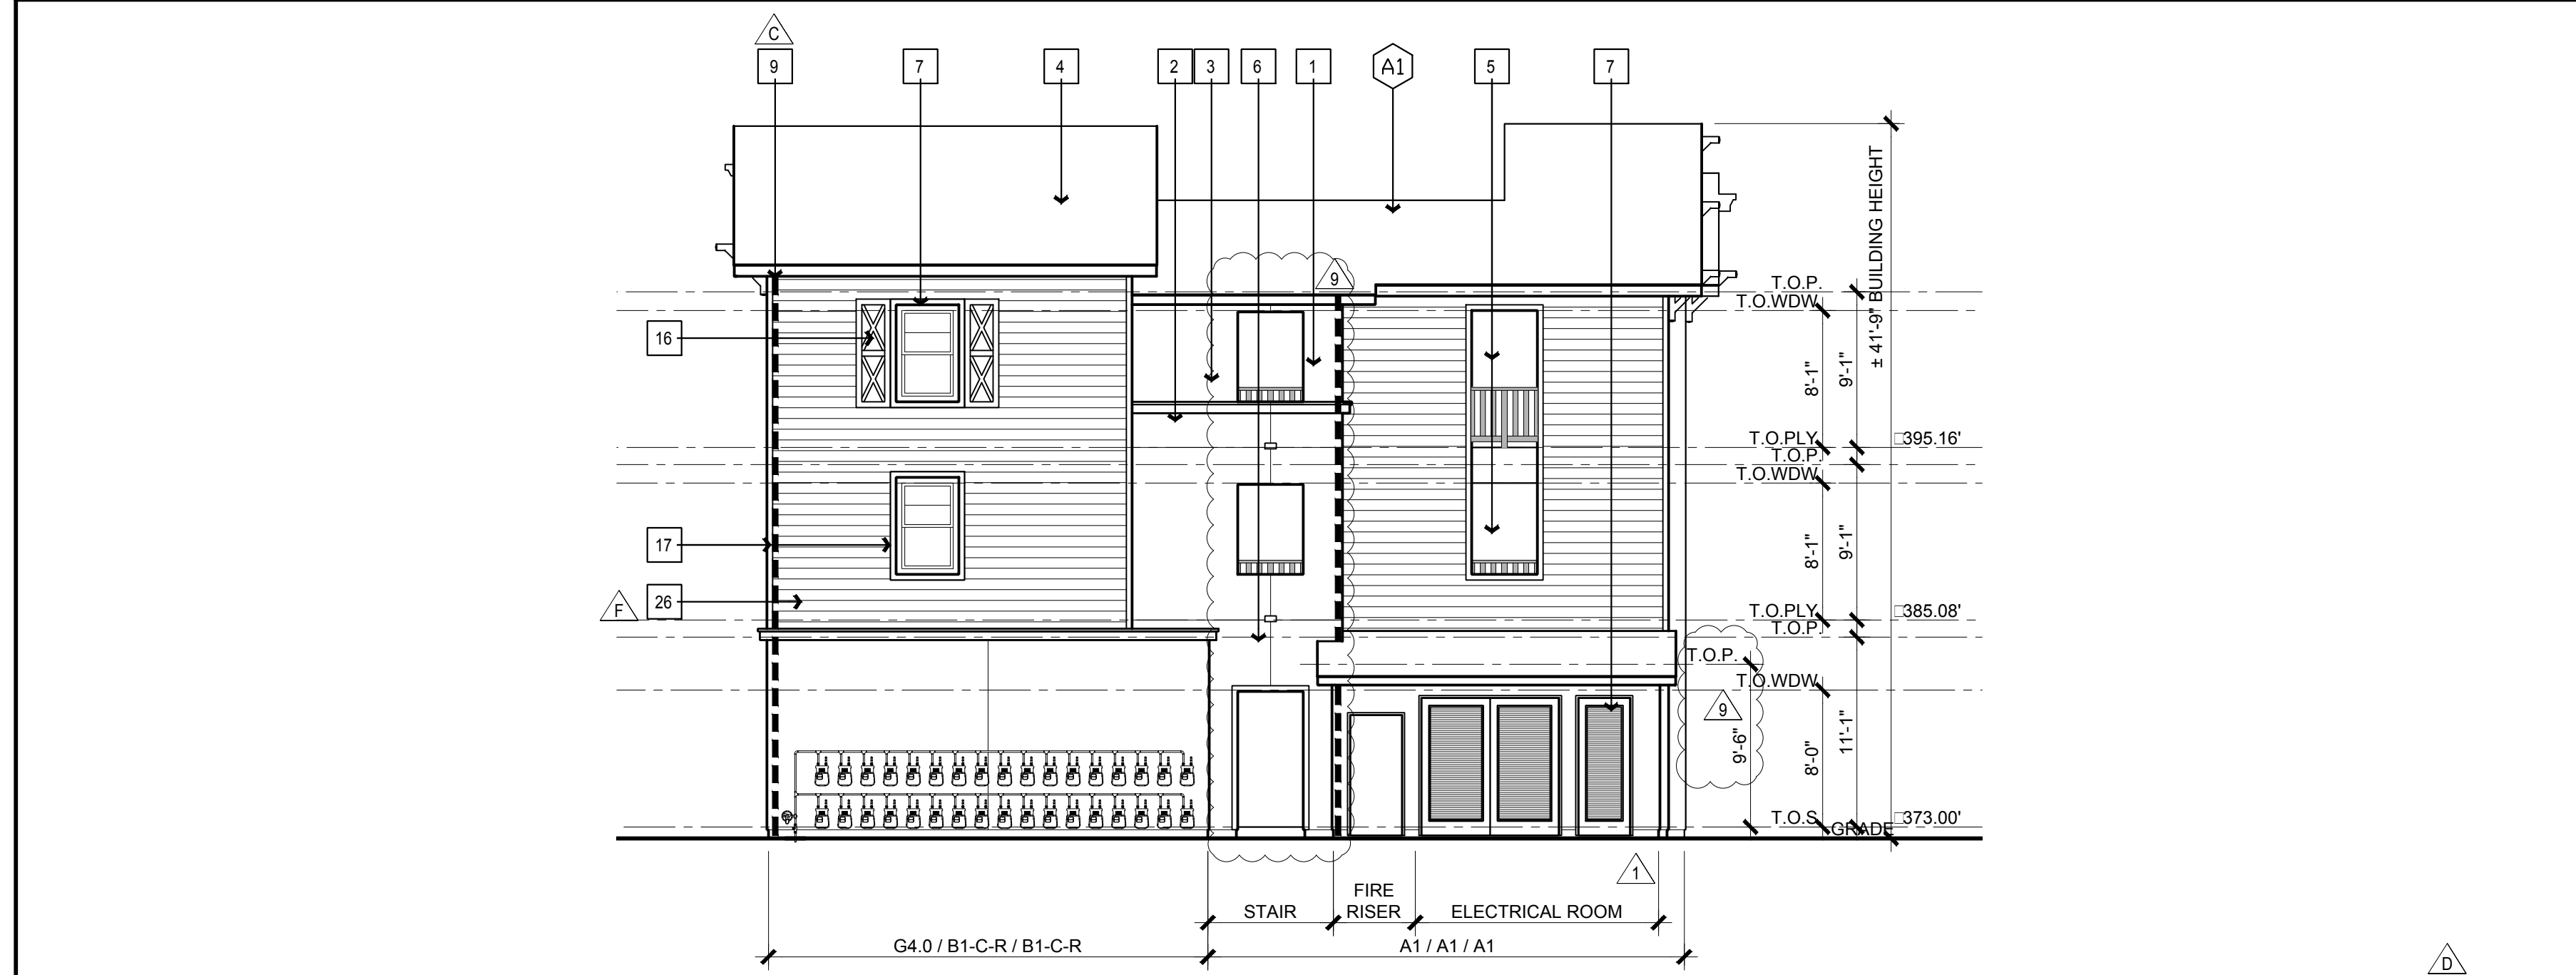 C
9
7
4
2
3
6
1
A1
5
7
± 41'-9" BUILDING HEIGHT
9
T.O.P.
T.O.WDW
16
8'-1"
9'-1"
T.O.PLY
395.16'
T.O.P.
T.O.WDW
17
8'-1"
9'-1"
F
26
T.O.PLY
385.08'
T.O.P.
T.O.P.
T.O.WDW
9
9'-6"
8'-0"
11'-1"
T.O.S
373.00'
GRADE
1
STAIR
FIRE
RISER
ELECTRICAL ROOM
G4.0 / B1-C-R / B1-C-R
A1 / A1 / A1
D